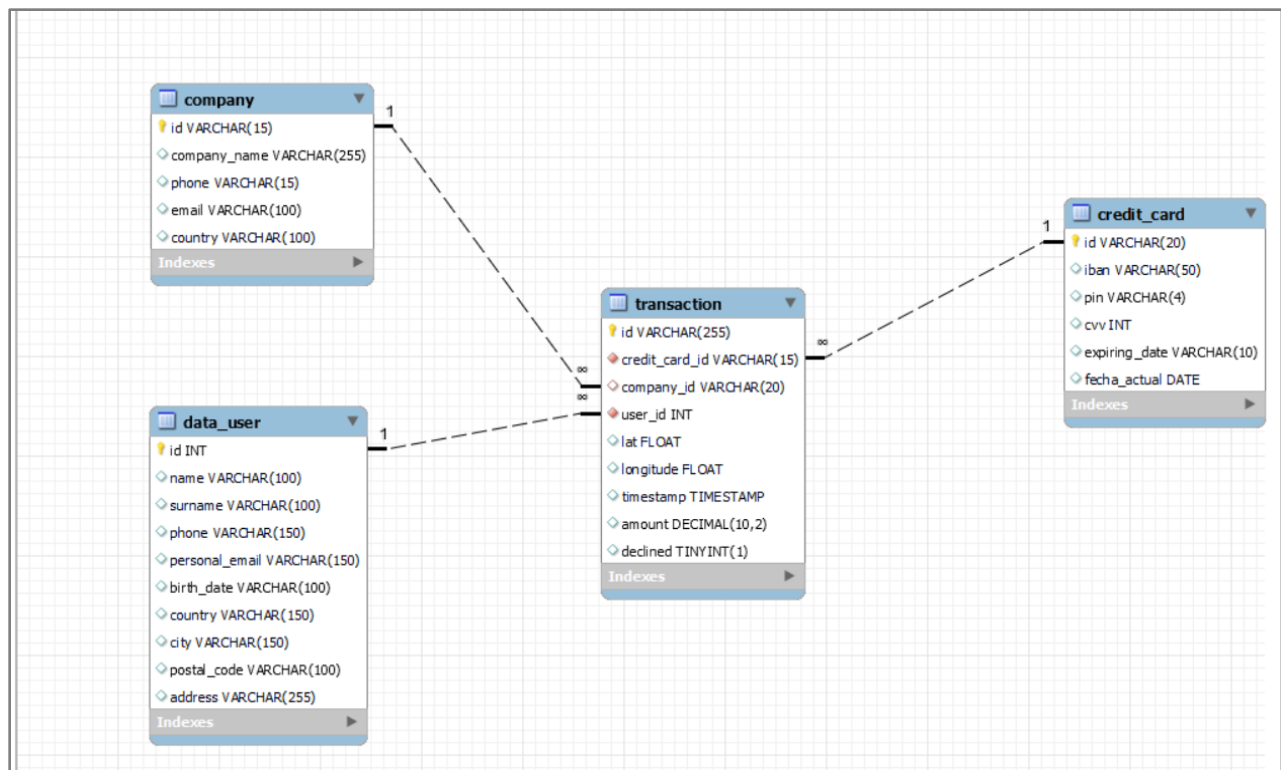 company
id VARCHAR(15)
company_name VARCHAR(255)
phone VARCHAR(15)
email VARCHAR(100)
country VARCHAR(100)
Indexes
1
∞
data_user
id INT
name VARCHAR(100)
surname VARCHAR(100)
phone VARCHAR(150)
personal_email VARCHAR(150)
birth_date VARCHAR(100)
country VARCHAR(150)
city VARCHAR(150)
postal_code VARCHAR(100)
address VARCHAR(255)
Indexes
1
∞
transaction
id VARCHAR(255)
credit_card_id VARCHAR(15)
company_id VARCHAR(20)
user_id INT
lat FLOAT
longitude FLOAT
timestamp TIMESTAMP
amount DECIMAL(10,2)
declined TINYINT(1)
Indexes
∞
1
credit_card
id VARCHAR(20)
iban VARCHAR(50)
pin VARCHAR(4)
cvv INT
expiring_date VARCHAR(10)
fecha_actual DATE
Indexes